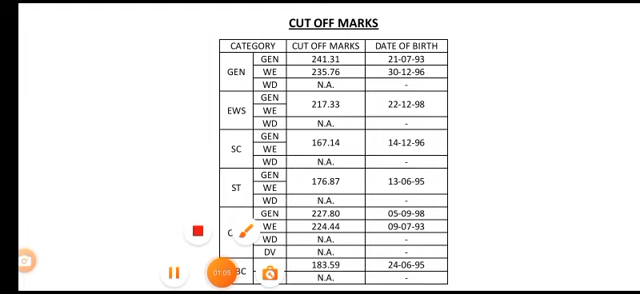 CUT OFF MARKS
CATEGORY CUT OFF MARKS DATE OF BIRTH
GEN GEN 241.31 21-07-93
WE 235.76 30-12-96
WD N.A. -
EWS GEN 217.33 22-12-98
WE
WD N.A. -
SC GEN 167.14 14-12-96
WE
WD N.A. -
ST GEN 176.87 13-06-95
WE
WD N.A. -
GEN 227.80 05-09-98
WE 224.44 09-07-93
WD N.A. -
DV N.A. -
BC 183.59 24-06-95
N.A. -
01:05